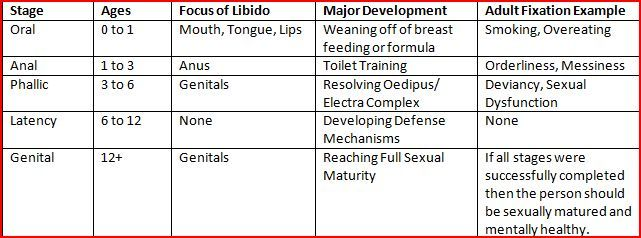 Stage Ages Focus of Libido Major Development Adult Fixation Example
Oral 0 to 1 Mouth, Tongue, Lips Weaning off of breast feeding or formula Smoking, Overeating
Anal 1 to 3 Anus Toilet Training Orderliness, Messiness
Phallic 3 to 6 Genitals Resolving Oedipus/ Electra Complex Deviancy, Sexual Dysfunction
Latency 6 to 12 None Developing Defense Mechanisms None
Genital 12+ Genitals Reaching Full Sexual Maturity If all stages were successfully completed then the person should be sexually matured and mentally healthy.